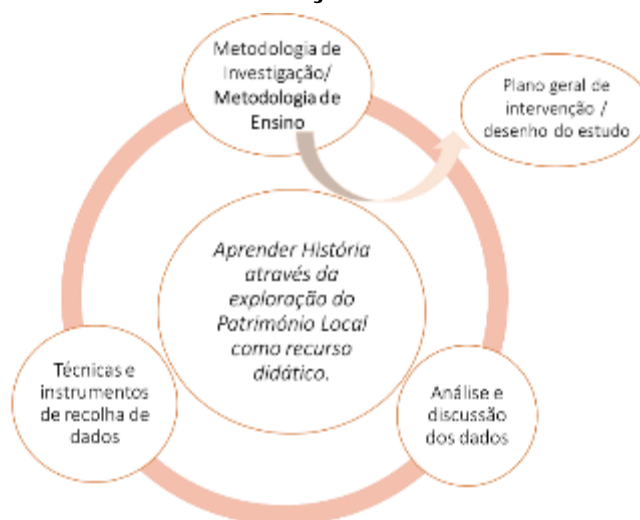 Metodologia de
Investigação/
Metodologia de
Ensino
Plano geral de
intervenção /
desenho do estudo
Aprender História
através da
exploração do
Património Local
como recurso
didático.
Técnicas e
instrumentos
de recolha de
dados
Análise e
discussão
dos dados